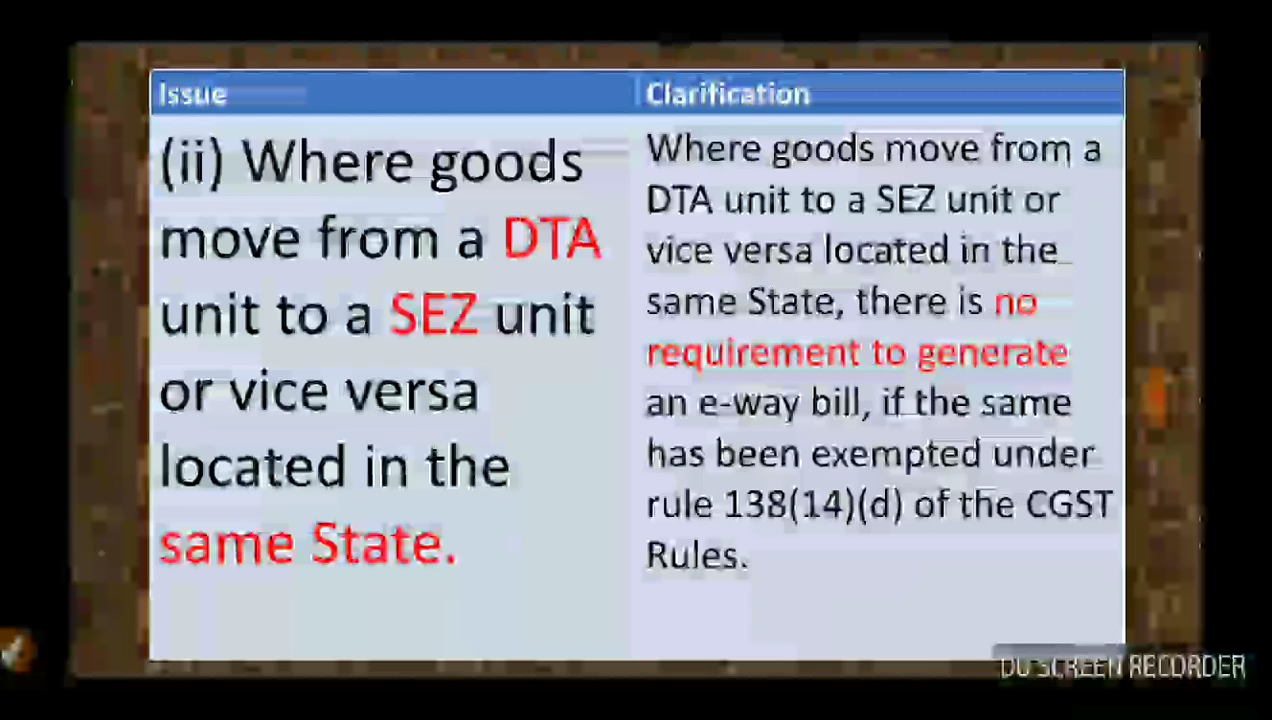 Issue
(ii) Where goods
move from a DTA
unit to a SEZ unit
or vice versa
located in the
same State.
Clarification
Where goods move from a
DTA unit to a SEZ unit or
vice versa located in the
same State, there is no
requirement to generate
an e-way bill, if the same
has been exempted under
rule 138(14)(d) of the CGST
Rules.
DU SCREEN RECORDER